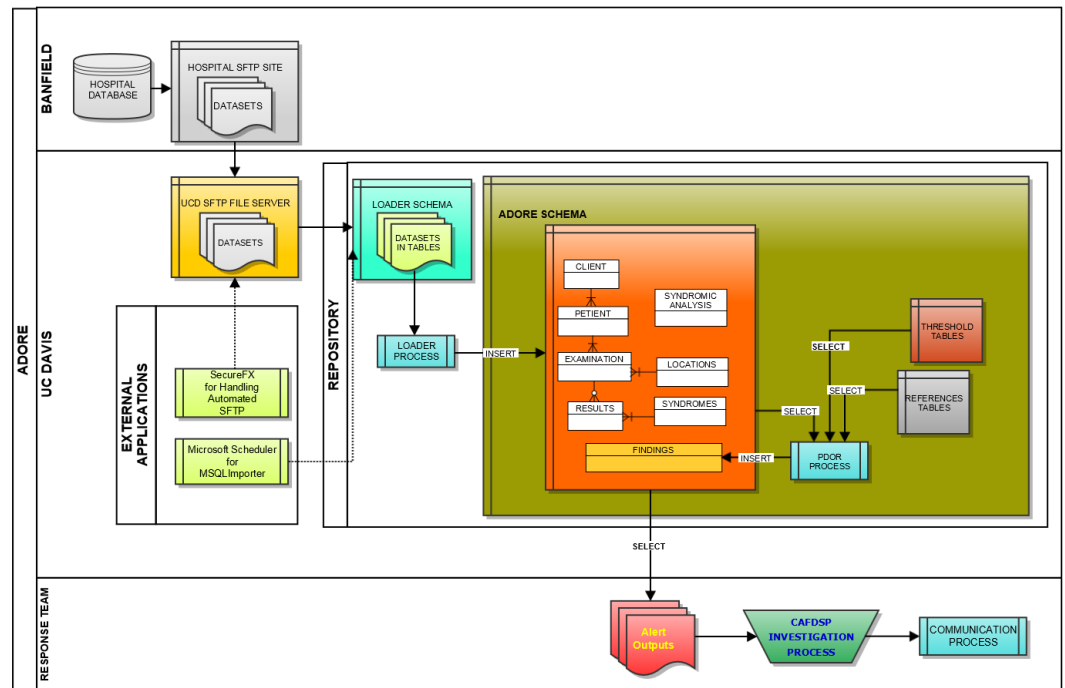 ADORE
BANFIELD
HOSPITAL
DATABASE
HOSPITAL SFTP SITE
DATASETS
UC DAVIS
UCD SFTP FILE SERVER
DATASETS
EXTERNAL
APPLICATIONS
SecureFX
for Handling
Automated
SFTP
Microsoft Scheduler
for
MSQLImporter
REPOSITORY
LOADER SCHEMA
DATASETS
IN TABLES
LOADER
PROCESS
INSERT
ADORE SCHEMA
CLIENT
PETIENT
EXAMINATION
RESULTS
SYNDROMIC
ANALYSIS
LOCATIONS
SYNDROMES
FINDINGS
THRESHOLD
TABLES
SELECT
SELECT
REFERENCES
TABLES
SELECT
PDOR
PROCESS
INSERT
SELECT
RESPONSE TEAM
Alert
Outputs
CAFDSP
INVESTIGATION
PROCESS
COMMUNICATION
PROCESS